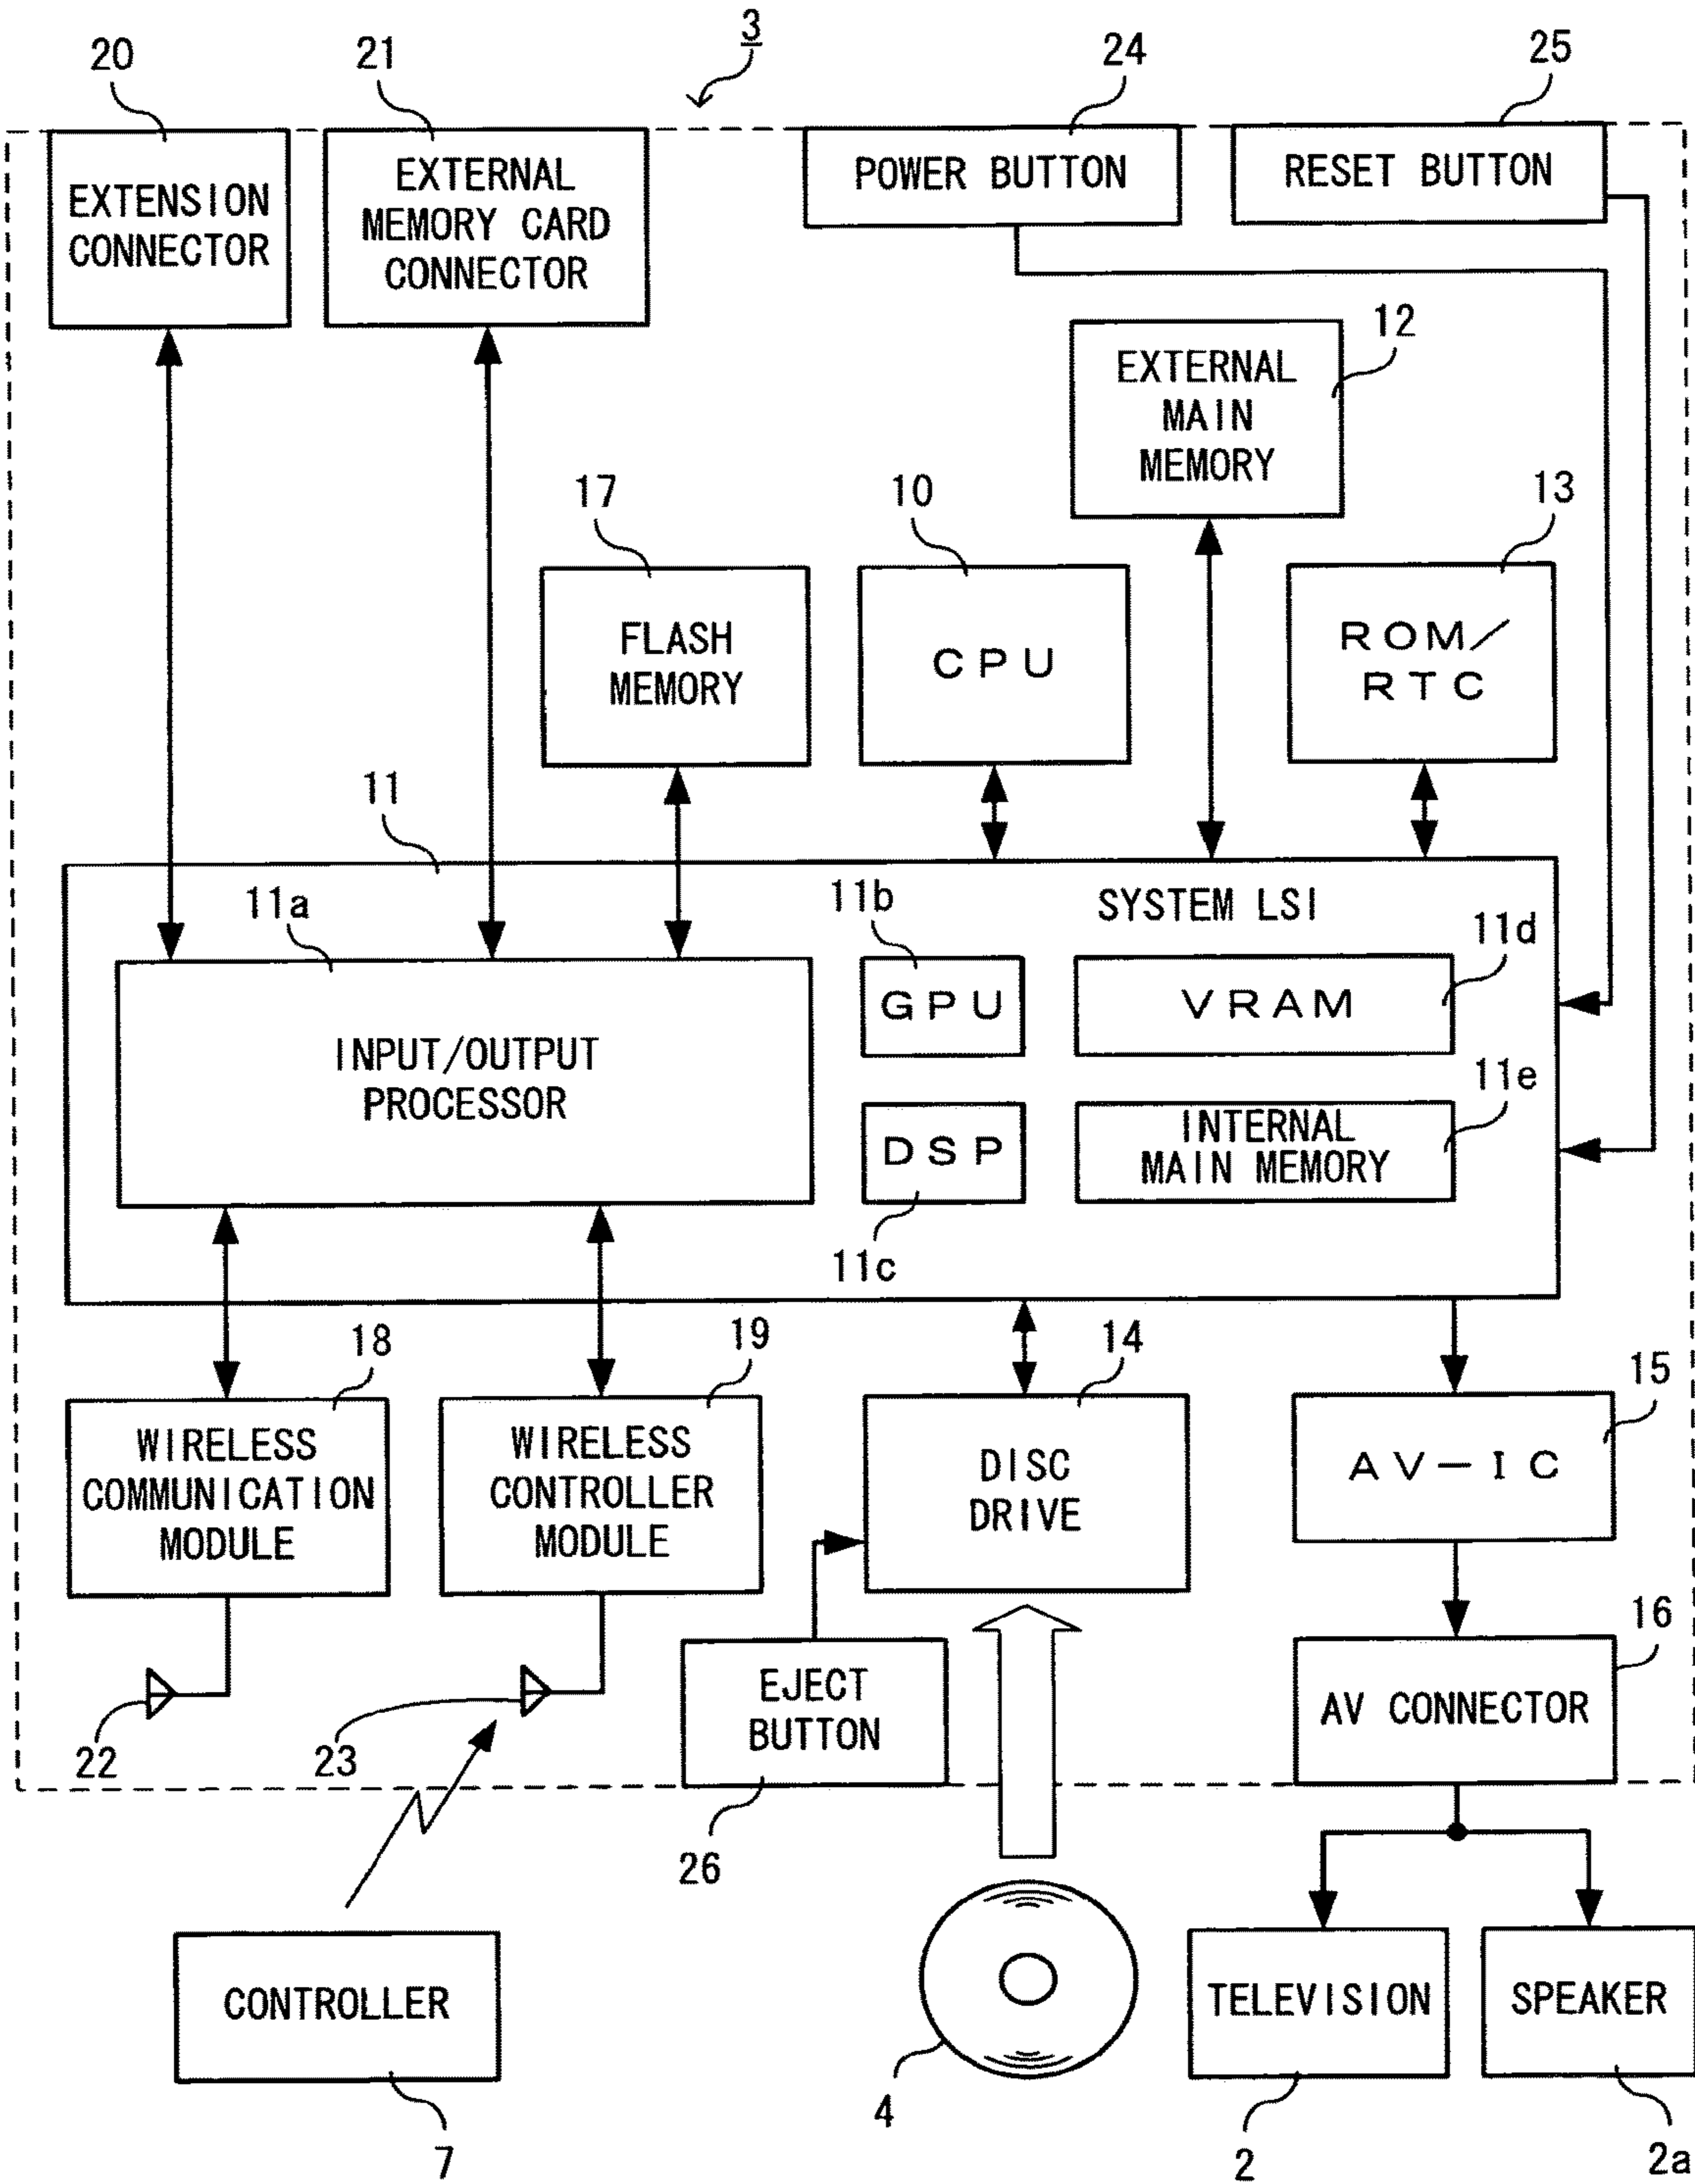 3
20
21
24
25
EXTENSION
CONNECTOR
EXTERNAL
MEMORY CARD
CONNECTOR
POWER BUTTON
RESET BUTTON
12
EXTERNAL
MAIN
MEMORY
17
10
13
FLASH
MEMORY
CPU
ROM/
RTC
11
SYSTEM LSI
11a
11b
11d
INPUT/OUTPUT
PROCESSOR
GPU
VRAM
11e
DSP
INTERNAL
MAIN MEMORY
11c
18
19
14
15
WIRELESS
COMMUNICATION
MODULE
WIRELESS
CONTROLLER
MODULE
DISC
DRIVE
AV-IC
16
22
23
EJECT
BUTTON
AV CONNECTOR
26
CONTROLLER
TELEVISION
SPEAKER
7
4
2
2a